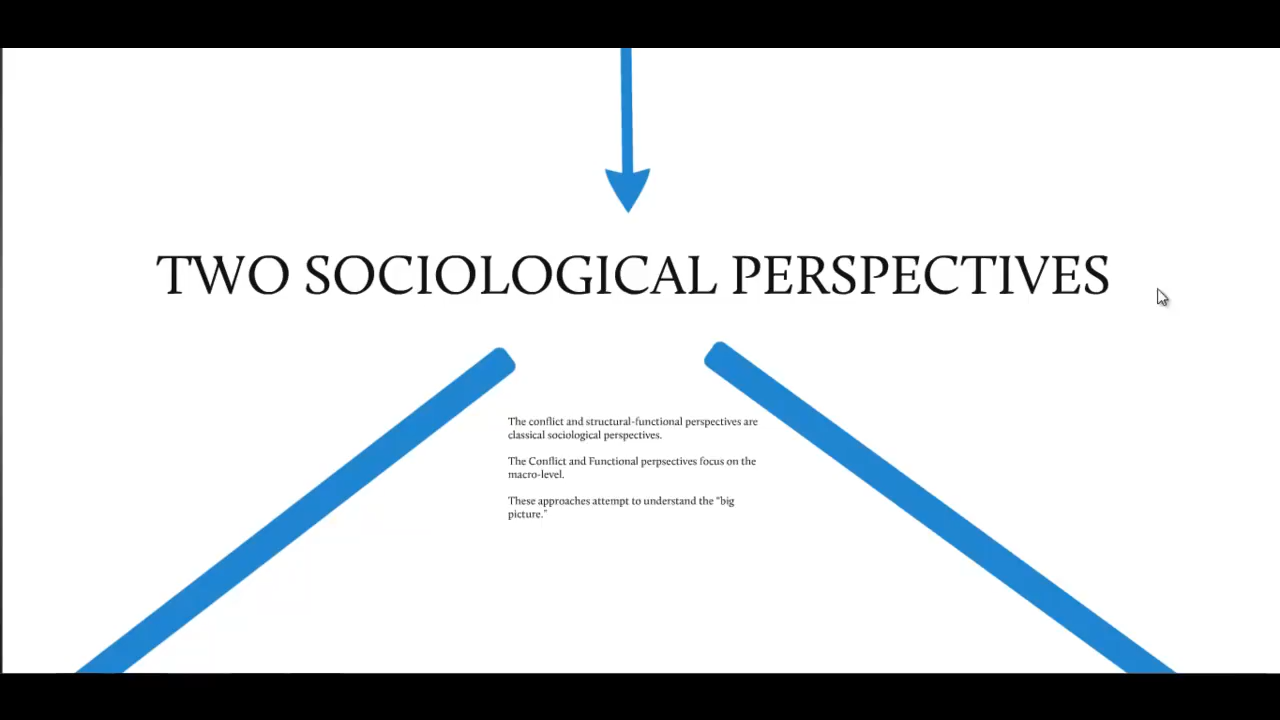 TWO SOCIOLOGICAL PERSPECTIVES
The conflict and structural-functional perspectives are
classical sociological perspectives.
The Conflict and Functional perpsectives focus on the
macro-level.
These approaches attempt to understand the "big
picture."